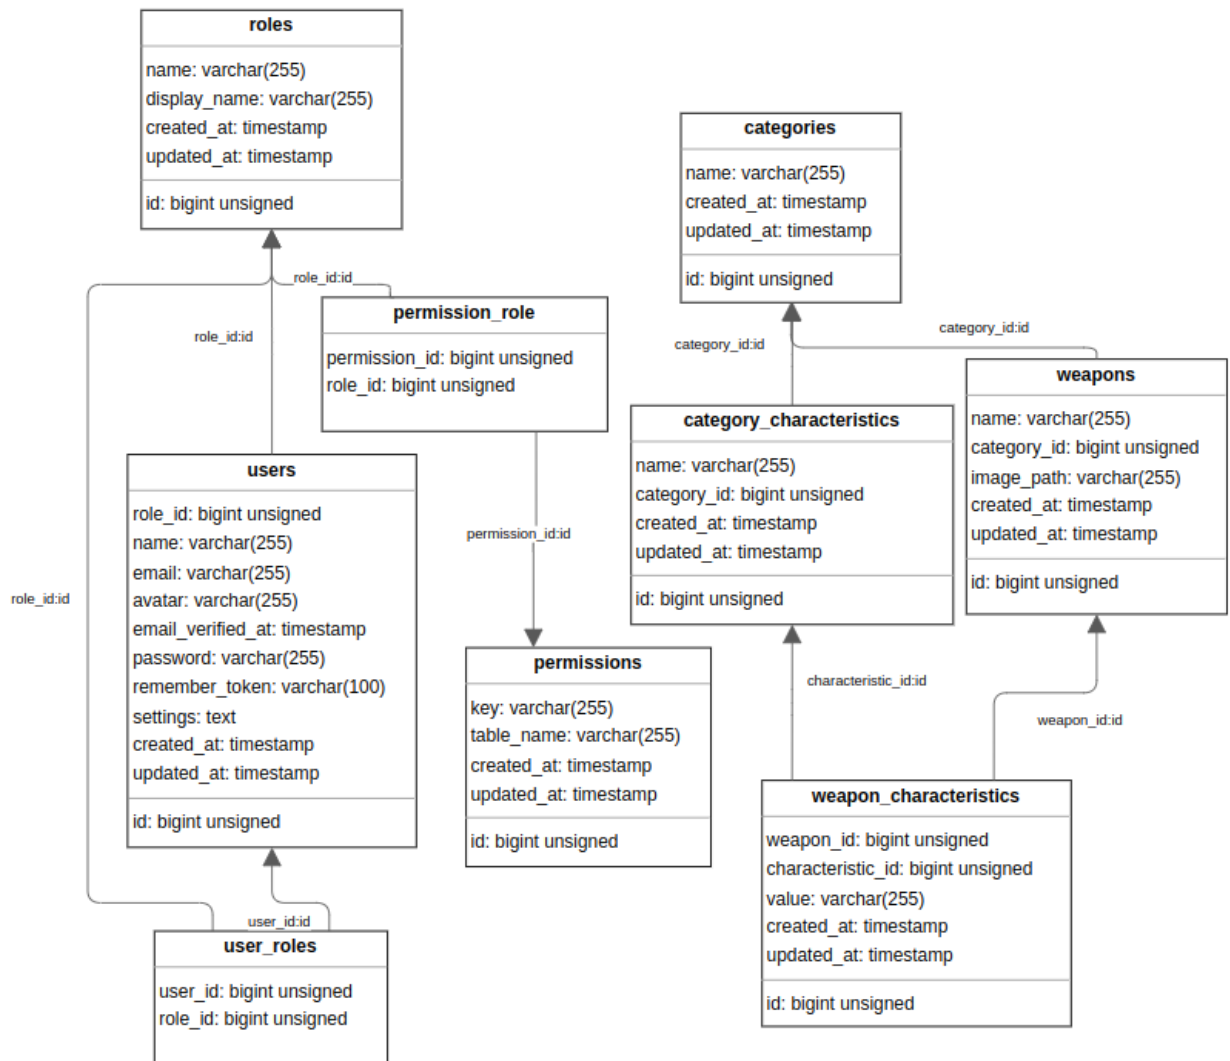 roles
name: varchar(255)
display_name: varchar(255)
created_at: timestamp
updated_at: timestamp
id: bigint unsigned
categories
name: varchar(255)
created_at: timestamp
updated_at: timestamp
id: bigint unsigned
role_id:id
role_id:id
role_id:id
permission_role
permission_id: bigint unsigned
role_id: bigint unsigned
category_id:id
category_id:id
weapons
name: varchar(255)
category_id: bigint unsigned
image_path: varchar(255)
created_at: timestamp
updated_at: timestamp
id: bigint unsigned
category_characteristics
name: varchar(255)
category_id: bigint unsigned
created_at: timestamp
updated_at: timestamp
id: bigint unsigned
users
role_id: bigint unsigned
name: varchar(255)
email: varchar(255)
avatar: varchar(255)
email_verified_at: timestamp
password: varchar(255)
remember_token: varchar(100)
settings: text
created_at: timestamp
updated_at: timestamp
id: bigint unsigned
permission_id:id
permissions
key: varchar(255)
table_name: varchar(255)
created_at: timestamp
updated_at: timestamp
id: bigint unsigned
characteristic_id:id
weapon_id:id
weapon_characteristics
weapon_id: bigint unsigned
characteristic_id: bigint unsigned
value: varchar(255)
created_at: timestamp
updated_at: timestamp
id: bigint unsigned
user_id:id
user_roles
user_id: bigint unsigned
role_id: bigint unsigned